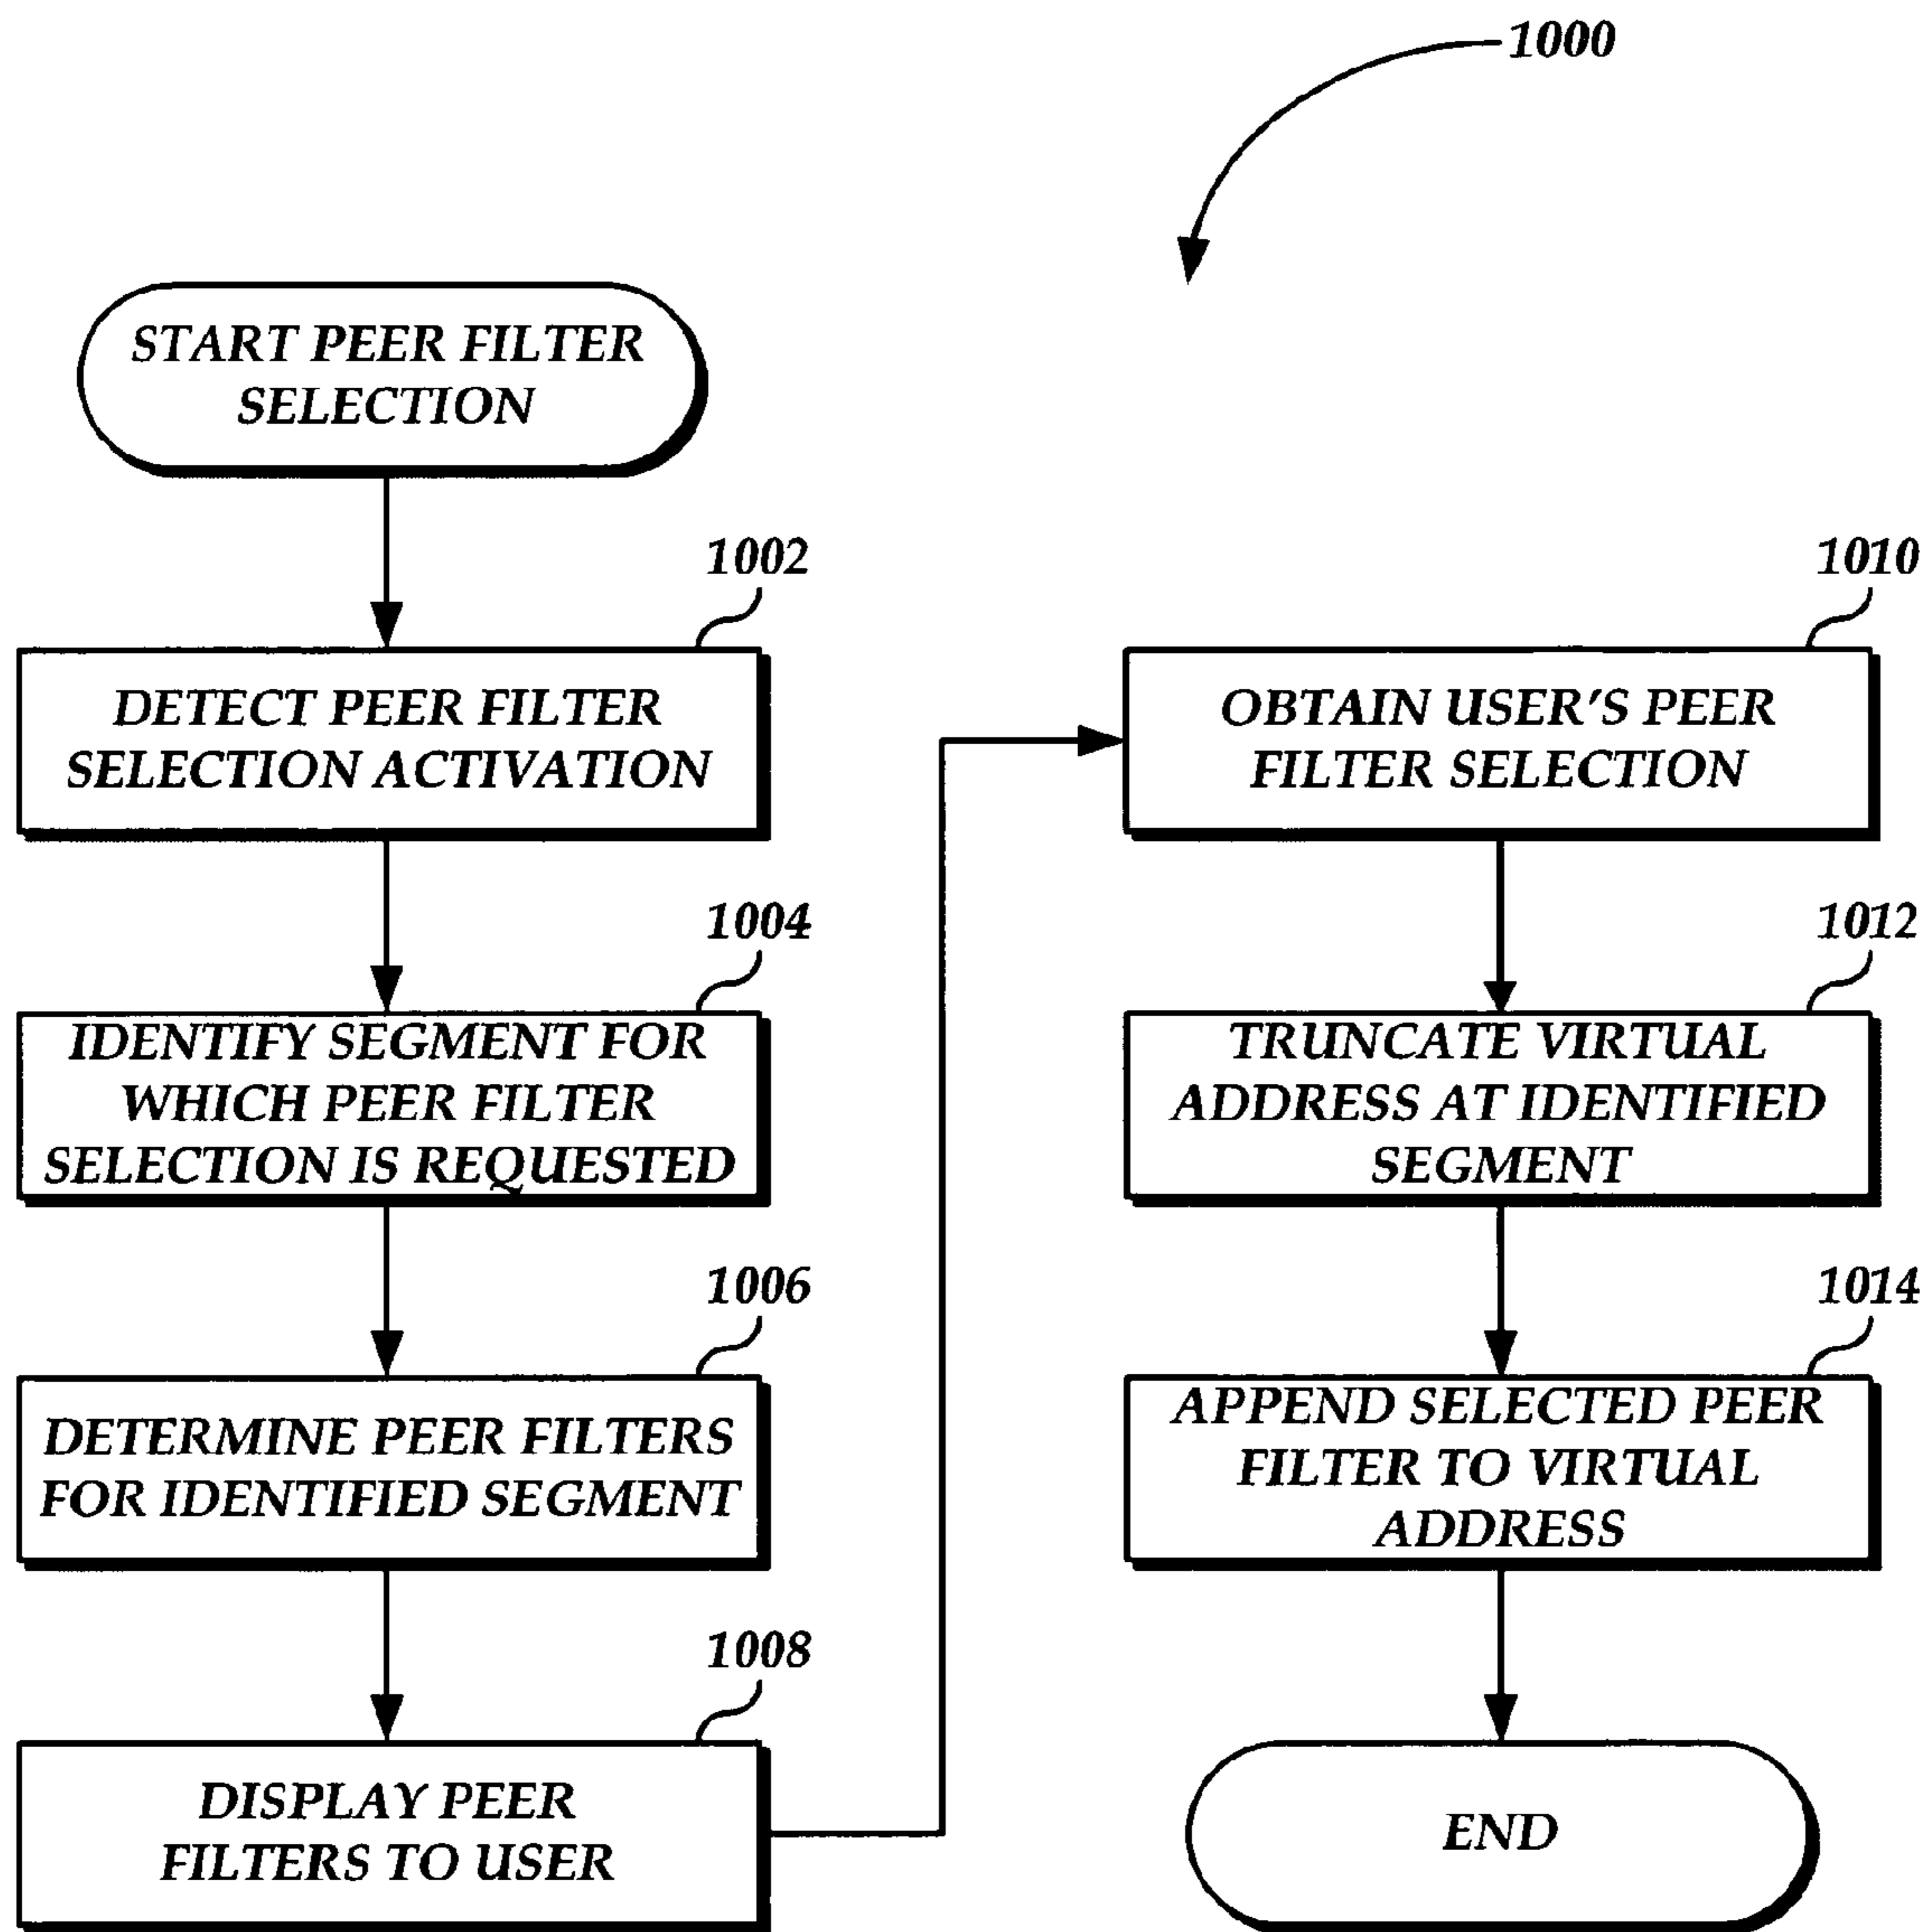 1000
START PEER FILTER
SELECTION
1002
DETECT PEER FILTER
SELECTION ACTIVATION
1004
IDENTIFY SEGMENT FOR
WHICH PEER FILTER
SELECTION IS REQUESTED
1006
DETERMINE PEER FILTERS
FOR IDENTIFIED SEGMENT
1008
DISPLAY PEER
FILTERS TO USER
1010
OBTAIN USER'S PEER
FILTER SELECTION
1012
TRUNCATE VIRTUAL
ADDRESS AT IDENTIFIED
SEGMENT
1014
APPEND SELECTED PEER
FILTER TO VIRTUAL
ADDRESS
END